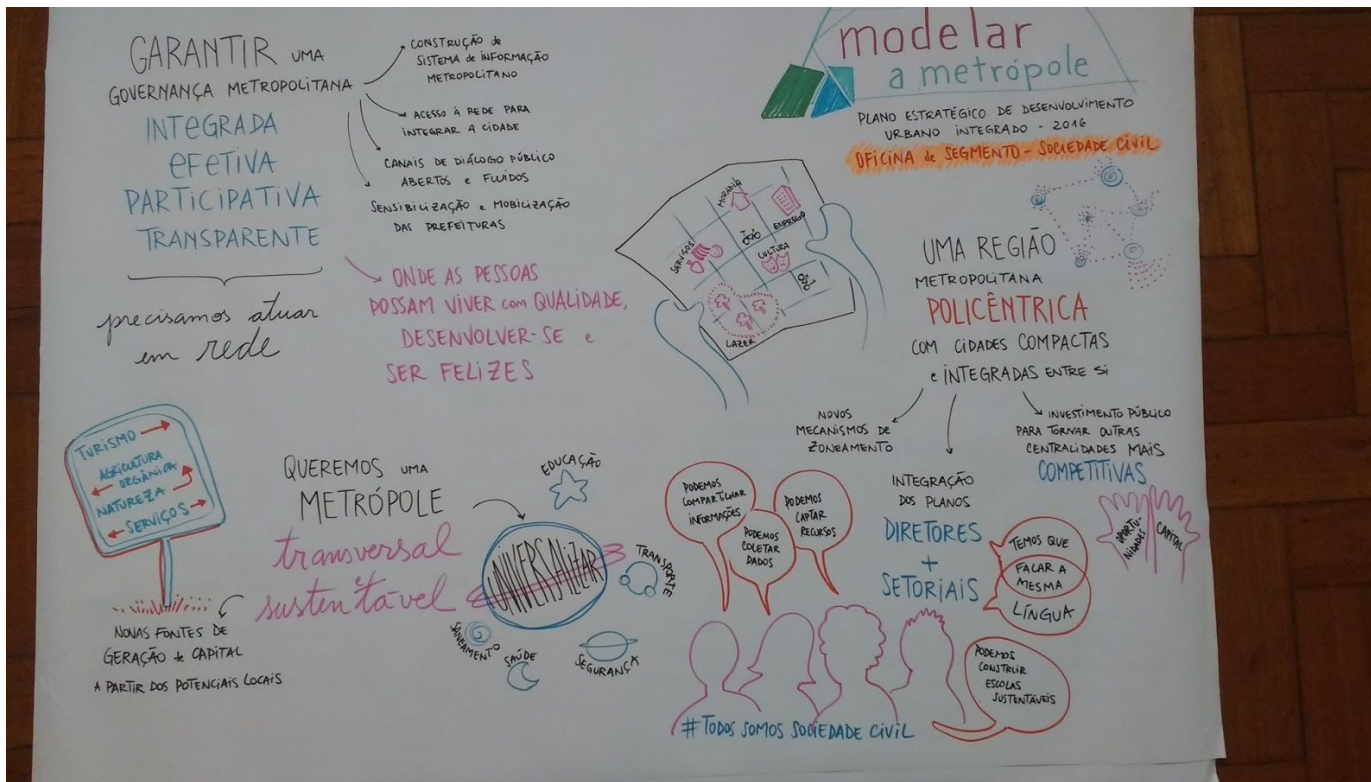 GARANTIR UMA
GOVERNANÇA METROPOLITANA
INTEGRADA
EFETIVA
PARTICIPATIVA
TRANSPARENTE
precisamos atuar
em rede
CONSTRUÇÃO de
SISTEMA de INFORMAÇÃO
METROPOLITANO
ACESSO À REDE PARA
INTEGRAR A CIDADE
CANAIS DE DIÁLOGO PÚBLICO
ABERTOS e FLUÍDOS
SENSIBILIZAÇÃO e MOBILIZAÇÃO
DAS PREFEITURAS
ONDE AS PESSOAS
POSSAM VIVER com QUALIDADE,
DESENVOLVER-SE e
SER FELIZES
modelar
a metrópole
PLANO ESTRATÉGICO DE DESENVOLVIMENTO
URBANO INTEGRADO - 2016
OFICINA de SEGMENTO - SOCIEDADE CIVIL
MORADIA
EMPREGO
SERVIÇOS
CULTURA
LAZER
UMA REGIÃO
METROPOLITANA
POLICÊNTRICA
COM CIDADES COMPACTAS
e INTEGRADAS ENTRE SI
NOVOS
MECANISMOS DE
ZONEAMENTO
INTEGRAÇÃO
DOS PLANOS
DIRETORES
+
SETORIAIS
INVESTIMENTO PÚBLICO
PARA TORNAR OUTRAS
CENTRALIDADES MAIS
COMPETITIVAS
OPORTU-
NIDADES
CAPITAL
TURISMO
AGRICULTURA
ORGÂNICA
NATUREZA
SERVIÇOS
NOVAS FONTES DE
GERAÇÃO de CAPITAL
A PARTIR DOS POTENCIAIS LOCAIS
QUEREMOS UMA
METRÓPOLE
transversal
sustentável
UNIVERSALIZAR
EDUCAÇÃO
TRANSPORTE
SEGURANÇA
SAÚDE
SANEAMENTO
PODEMOS
COMPARTILHAR
INFORMAÇÕES
PODEMOS
COLETAR
DADOS
PODEMOS
CAPTAR
RECURSOS
TEMOS QUE
FALAR A
MESMA
LÍNGUA
PODEMOS
CONSTRUIR
ESCOLAS
SUSTENTÁVEIS
#TODOS SOMOS SOCIEDADE CIVIL